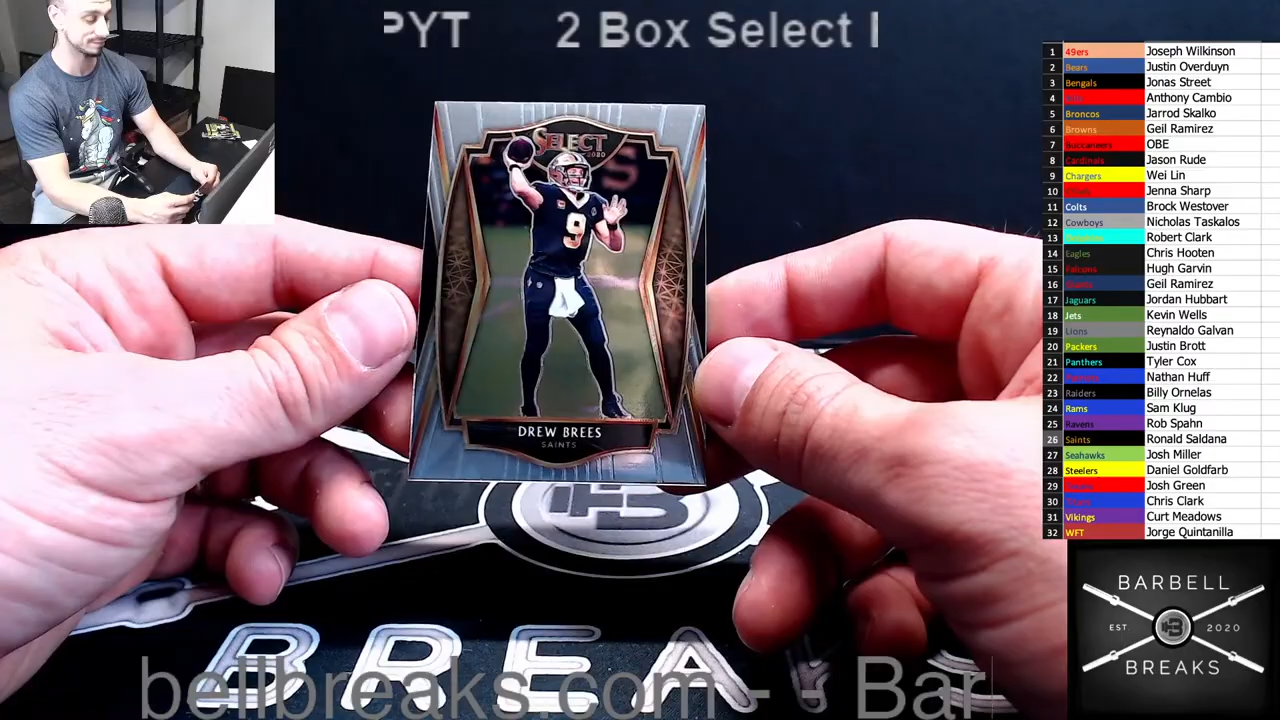 PYT 2 Box Select
SELECT
2020
9
DREW BREES
SAINTS
BREA
bellbreaks.com - - Bar
1 49ers Joseph Wilkinson
2 Bears Justin Overduyn
3 Bengals Jonas Street
4 Anthony Cambio
5 Broncos Jarrod Skalko
6 Browns Geil Ramirez
7 Buccaneers OBE
8 Cardinals Jason Rude
9 Chargers Wei Lin
10 Chiefs Jenna Sharp
11 Colts Brock Westover
12 Cowboys Nicholas Taskalos
13 Dolphins Robert Clark
14 Eagles Chris Hooten
15 Falcons Hugh Garvin
16 Giants Geil Ramirez
17 Jaguars Jordan Hubbart
18 Jets Kevin Wells
19 Lions Reynaldo Galvan
20 Packers Justin Brott
21 Panthers Tyler Cox
22 Patriots Nathan Huff
23 Raiders Billy Ornelas
24 Rams Sam Klug
25 Ravens Rob Spahn
26 Saints Ronald Saldana
27 Seahawks Josh Miller
28 Steelers Daniel Goldfarb
29 Josh Green
30 Chris Clark
31 Vikings Curt Meadows
32 WFT Jorge Quintanilla
BARBELL
EST 2020
BREAKS